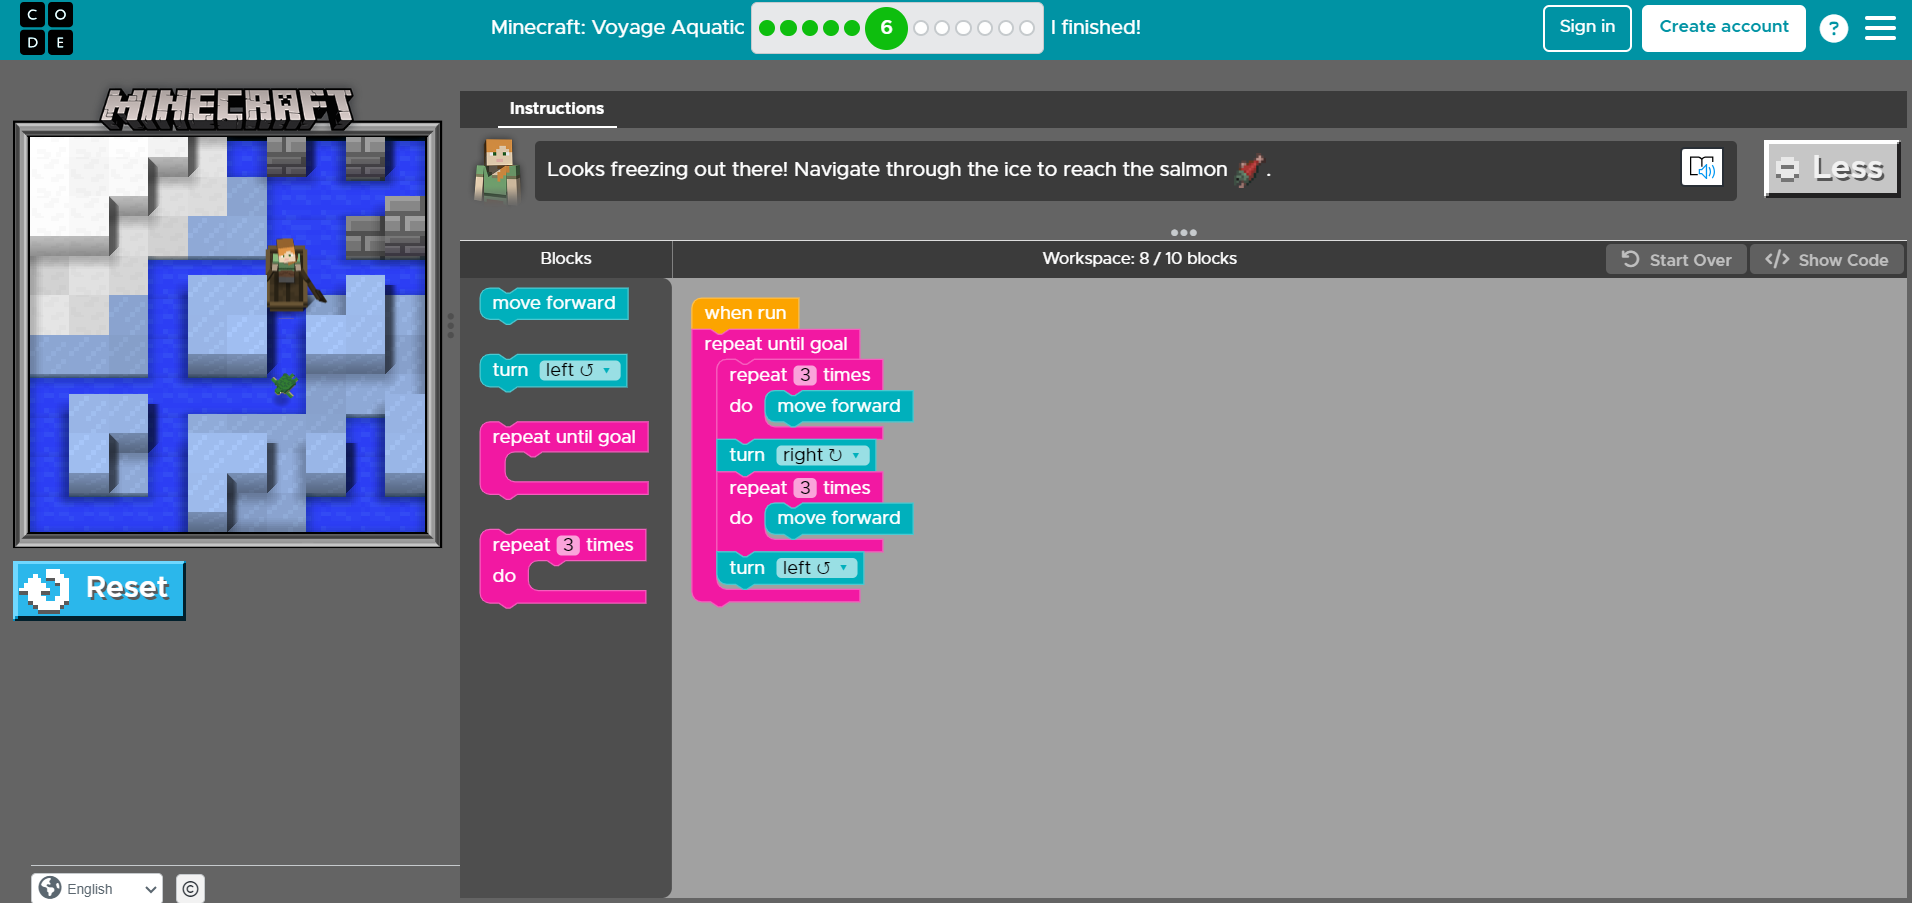 C O
D E
Minecraft: Voyage Aquatic
6
I finished!
Sign in
Create account
?
MINECRAFT
Instructions
Looks freezing out there! Navigate through the ice to reach the salmon .
Less
Blocks
Workspace: 8 / 10 blocks
Start Over
</> Show Code
move forward
turn left ↺
repeat until goal
repeat 3 times
do
when run
repeat until goal
repeat 3 times
do move forward
turn right ↻
repeat 3 times
do move forward
turn left ↺
Reset
English
©